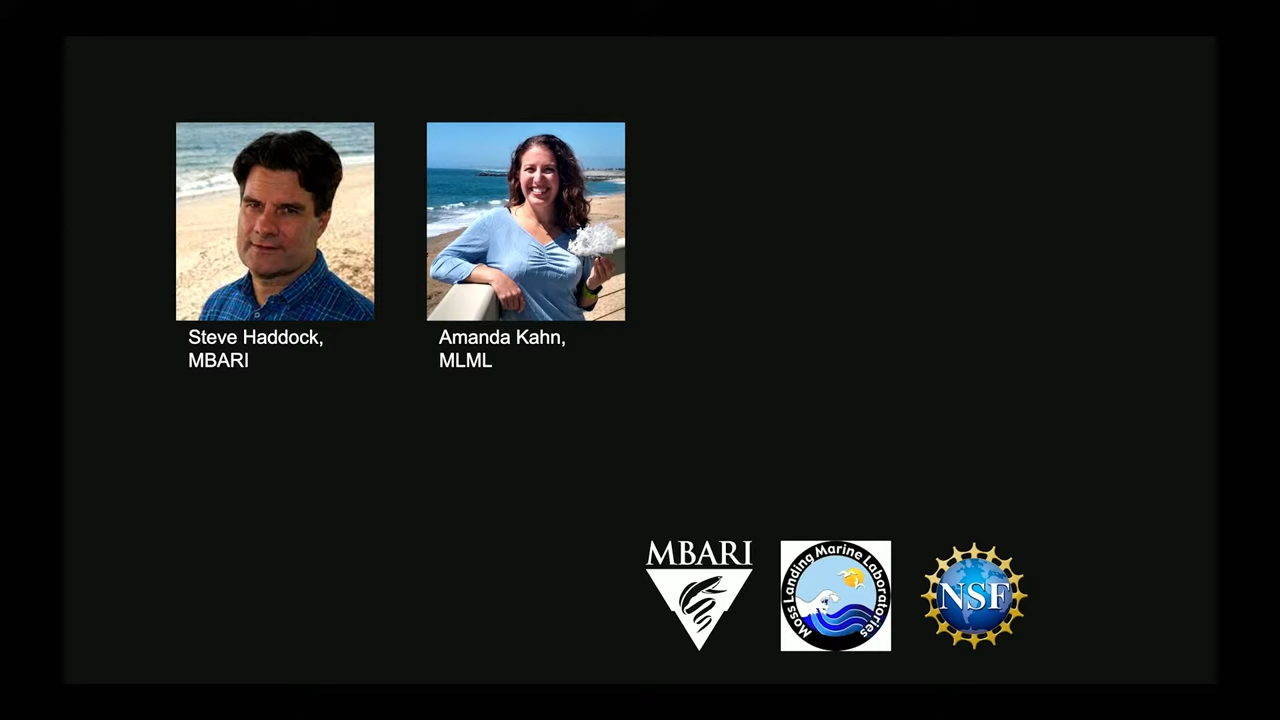 Steve Haddock,
MBARI
Amanda Kahn,
MLML
MBARI
Moss Landing Marine Laboratories
NSF